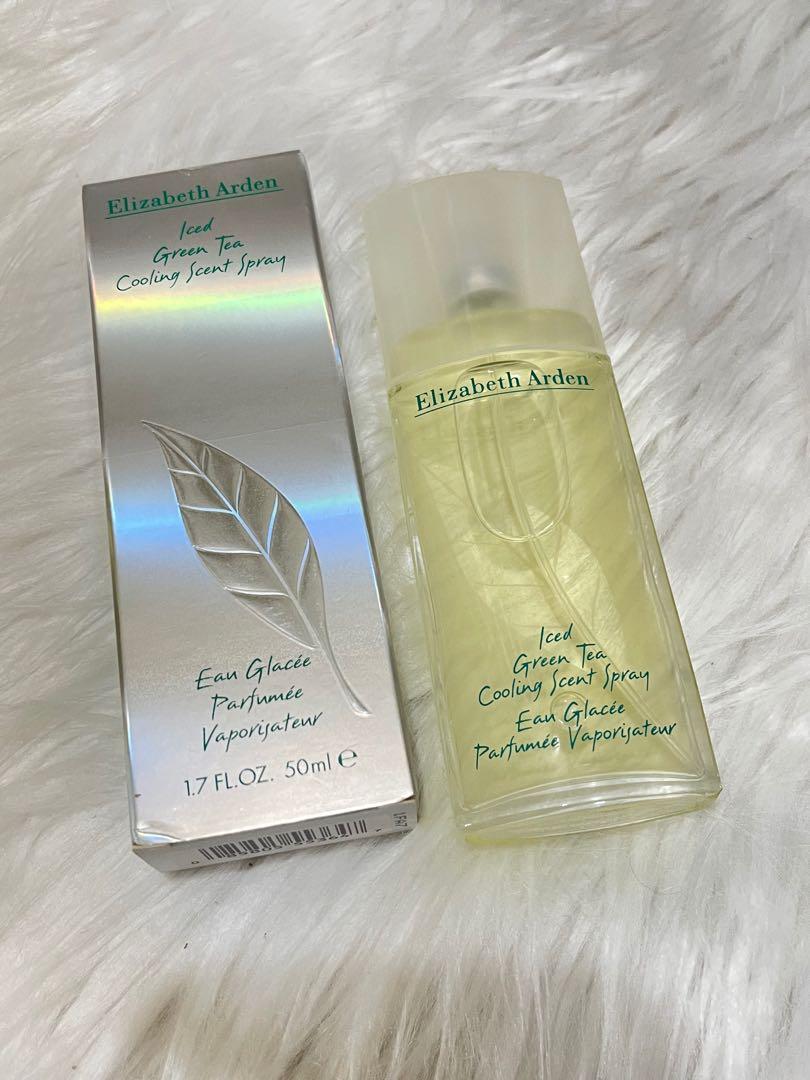 Elizabeth Arden
Iced
Green Tea
Cooling Scent Spray
Eau Glacée
Parfumée
Vaporisateur
1.7 FL.OZ. 50ml ℮
Elizabeth Arden
Iced
Green Tea
Cooling Scent Spray
Eau Glacée
Parfumée Vaporisateur